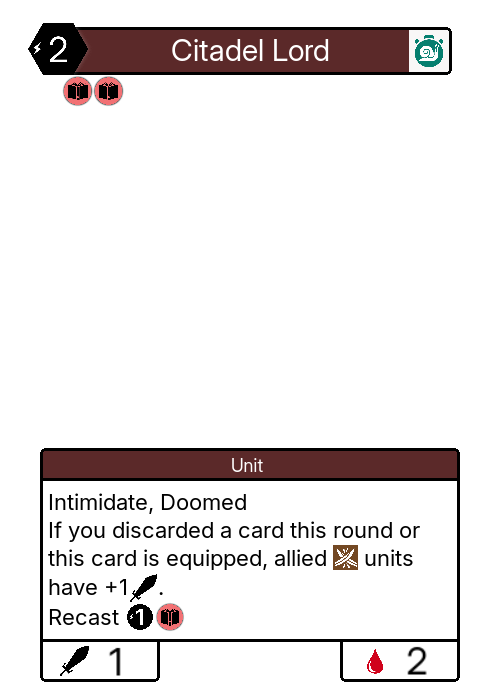 2 Citadel Lord
Unit
Intimidate, Doomed
If you discarded a card this round or
this card is equipped, allied units
have +1 .
Recast 1
1 2